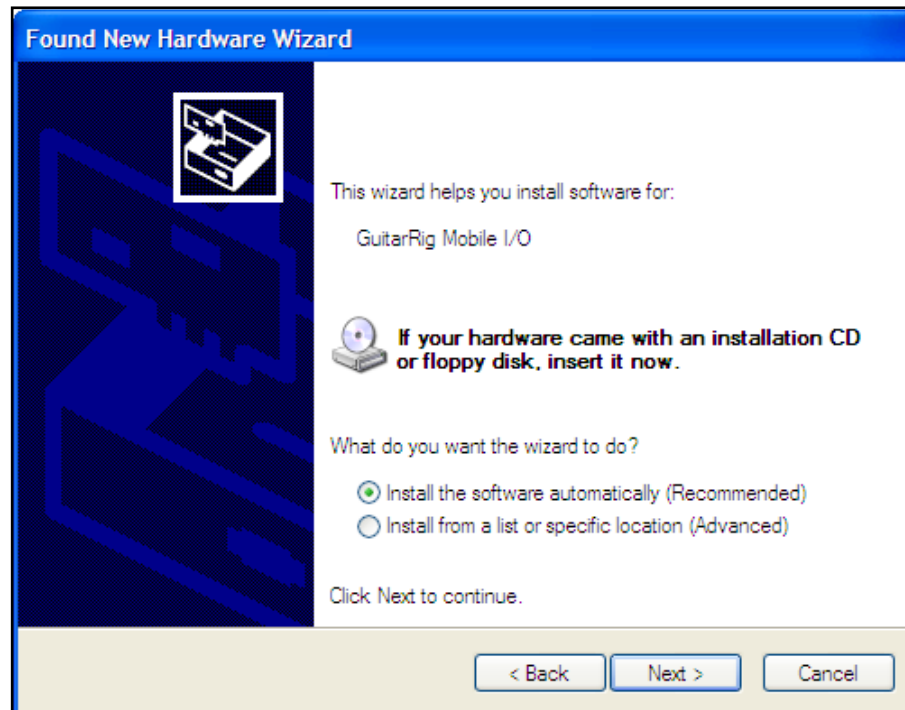 Found New Hardware Wizard
This wizard helps you install software for:
GuitarRig Mobile I/O
If your hardware came with an installation CD
or floppy disk, insert it now.
What do you want the wizard to do?
Install the software automatically (Recommended)
Install from a list or specific location (Advanced)
Click Next to continue.
< Back Next > Cancel